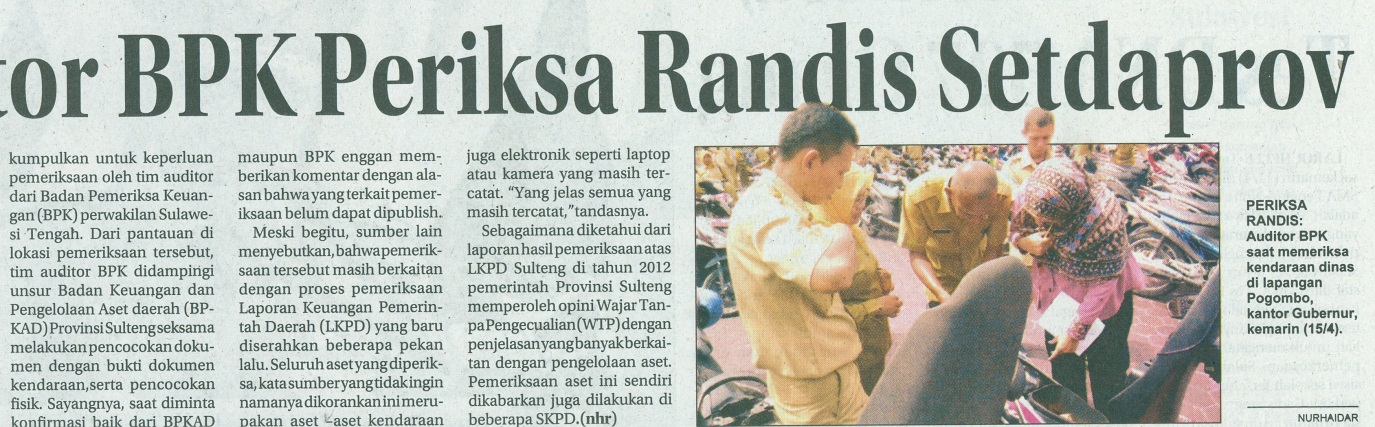 tor BPK Periksa Randis Setdaprov
kumpulkan untuk keperluan
pemeriksaan oleh tim auditor
dari Badan Pemeriksa Keuan-
gan (BPK) perwakilan Sulawe-
si Tengah. Dari pantauan di
lokasi pemeriksaan tersebut,
tim auditor BPK didampingi
unsur Badan Keuangan dan
Pengelolaan Aset daerah (BP-
KAD) Provinsi Sulteng seksama
melakukan pencocokan doku-
men dengan bukti dokumen
kendaraan,serta pencocokan
fisik. Sayangnya, saat diminta
konfirmasi baik dari BPKAD
maupun BPK enggan mem-
berikan komentar dengan ala-
san bahwa yang terkait pemer-
iksaan belum dapat dipublish.
Meski begitu, sumber lain
menyebutkan, bahwa pemerik-
saan tersebut masih berkaitan
dengan proses pemeriksaan
Laporan Keuangan Pemerin-
tah Daerah (LKPD) yang baru
diserahkan beberapa pekan
lalu. Seluruh aset yang diperik-
sa, kata sumber yang tidak ingin
namanya dikorankan ini meru-
pakan aset -aset kendaraan
juga elektronik seperti laptop
atau kamera yang masih ter-
catat. “Yang jelas semua yang
masih tercatat,”tandasnya.
Sebagaimana diketahui dari
laporan hasil pemeriksaan atas
LKPD Sulteng di tahun 2012
pemerintah Provinsi Sulteng
memperoleh opini Wajar Tan-
pa Pengecualian (WTP) dengan
penjelasan yang banyak berkai-
tan dengan pengelolaan aset.
Pemeriksaan aset ini sendiri
dikabarkan juga dilakukan di
beberapa SKPD.(nhr)
PERIKSA
RANDIS:
Auditor BPK
saat memeriksa
kendaraan dinas
di lapangan
Pogombo,
kantor Gubernur,
kemarin (15/4).
NURHAIDAR